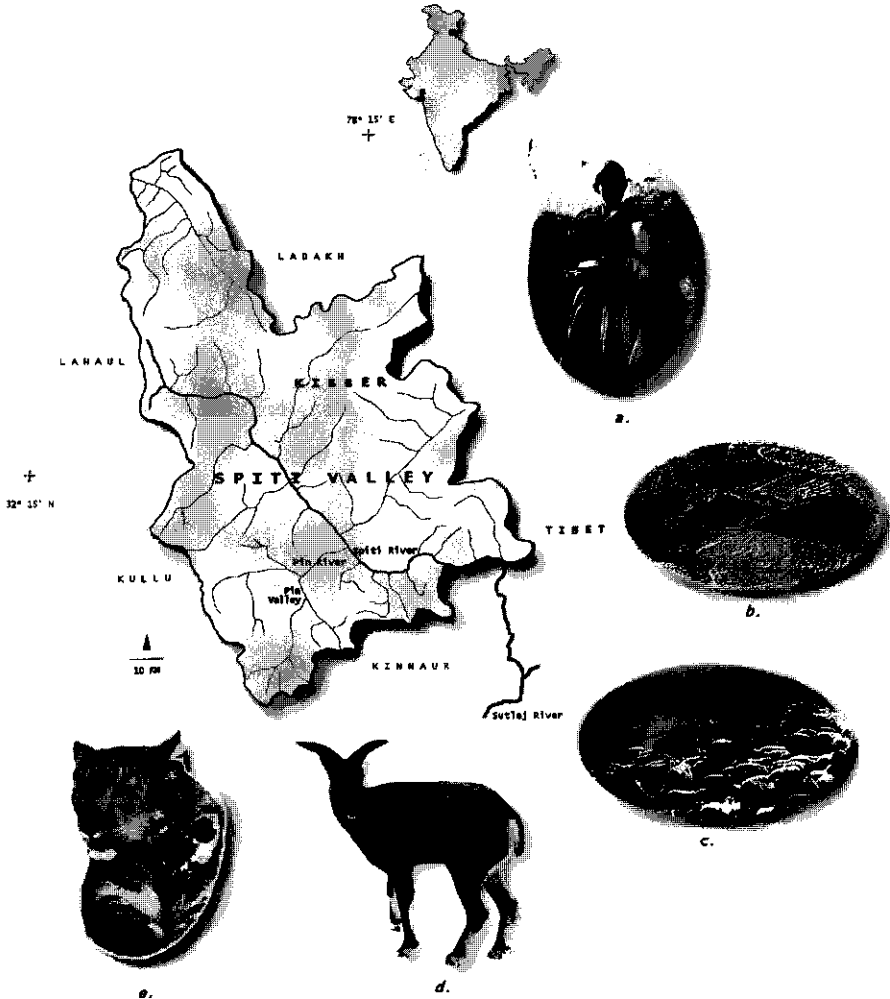 78° 15' E
LADAKH
LAHAUL
KIBBER
a.
SPITI VALLEY
32° 15' N
TIBET
Spiti River
Pin River
KULLU
Pin
Valley
b.
10 KM
KINNAUR
Sutlej River
c.
d.
e.